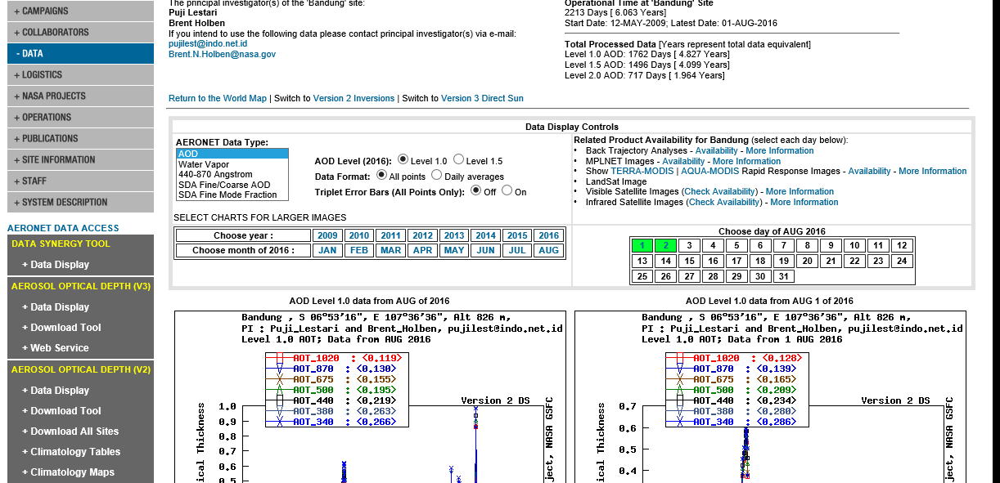 + CAMPAIGNS
+ COLLABORATORS
- DATA
+ LOGISTICS
+ NASA PROJECTS
+ OPERATIONS
+ PUBLICATIONS
+ SITE INFORMATION
+ STAFF
+ SYSTEM DESCRIPTION
AERONET DATA ACCESS
DATA SYNERGY TOOL
+ Data Display
AEROSOL OPTICAL DEPTH (V3)
+ Data Display
+ Download Tool
+ Web Service
AEROSOL OPTICAL DEPTH (V2)
+ Data Display
+ Download Tool
+ Download All Sites
+ Climatology Tables
+ Climatology Maps
The principal investigator(s) of the 'Bandung' site:
Puji Lestari
Brent Holben
If you intend to use the following data please contact principal investigator(s) via e-mail:
pujilest@indo.net.id
Brent.N.Holben@nasa.gov
Operational Time at 'Bandung' Site
2213 Days [ 6.063 Years]
Start Date: 12-MAY-2009; Latest Date: 01-AUG-2016
Total Processed Data [Years represent total data equivalent]
Level 1.0 AOD: 1762 Days [ 4.827 Years]
Level 1.5 AOD: 1496 Days [ 4.099 Years]
Level 2.0 AOD: 717 Days [ 1.964 Years]
Return to the World Map | Switch to Version 2 Inversions | Switch to Version 3 Direct Sun
Data Display Controls
AERONET Data Type:
AOD
Water Vapor
440-870 Angstrom
SDA Fine/Coarse AOD
SDA Fine Mode Fraction
AOD Level (2016): Level 1.0 Level 1.5
Data Format: All points Daily averages
Triplet Error Bars (All Points Only): Off On
Related Product Availability for Bandung (select each day below):
• Back Trajectory Analyses - Availability - More Information
• MPLNET Images - Availability - More Information
• Show TERRA-MODIS | AQUA-MODIS Rapid Response Images - Availability - More Information
• LandSat Image
• Visible Satellite Images (Check Availability) - More Information
• Infrared Satellite Images (Check Availability) - More Information
SELECT CHARTS FOR LARGER IMAGES
Choose year : 2009 2010 2011 2012 2013 2014 2015 2016
Choose month of 2016 : JAN FEB MAR APR MAY JUN JUL AUG
Choose day of AUG 2016
1 2 3 4 5 6 7 8 9 10 11 12
13 14 15 16 17 18 19 20 21 22 23 24
25 26 27 28 29 30 31
AOD Level 1.0 data from AUG of 2016
Bandung , S 06°53'16", E 107°36'36", Alt 826 m,
PI : Puji_Lestari and Brent_Holben, pujilest@indo.net.id
Level 1.0 AOT; Data from AUG 2016
AOT_1020 : <0.119>
AOT_870 : <0.130>
AOT_675 : <0.155>
AOT_500 : <0.195>
AOT_440 : <0.219>
AOT_380 : <0.263>
AOT_340 : <0.266>
Version 2 DS
1.0
0.9
0.8
0.7
0.6
0.5
ical Thickness
ject, NASA GSFC
AOD Level 1.0 data from AUG 1 of 2016
Bandung , S 06°53'16", E 107°36'36", Alt 826 m,
PI : Puji_Lestari and Brent_Holben, pujilest@indo.net.id
Level 1.0 AOT; Data from 1 AUG 2016
AOT_1020 : <0.128>
AOT_870 : <0.139>
AOT_675 : <0.165>
AOT_500 : <0.209>
AOT_440 : <0.234>
AOT_380 : <0.280>
AOT_340 : <0.286>
Version 2 DS
0.7
0.6
0.5
0.4
ical Thickness
ject, NASA GSFC